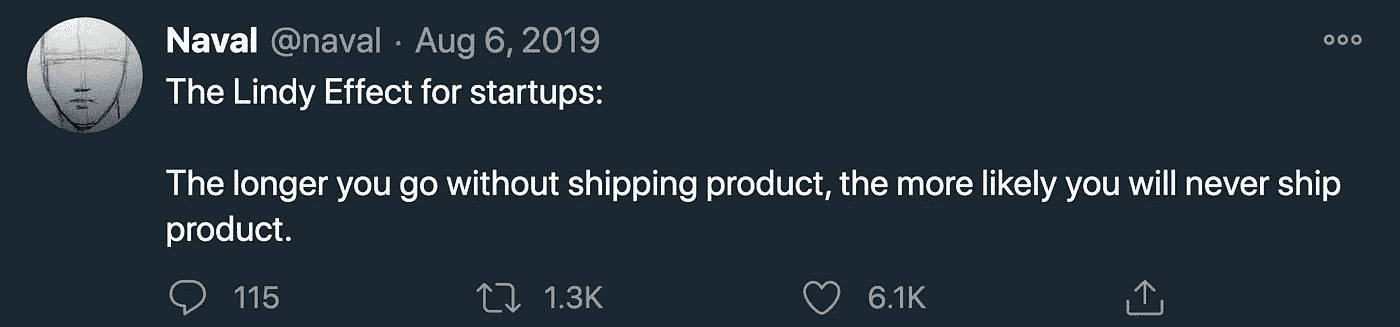 Naval @naval · Aug 6, 2019
The Lindy Effect for startups:
The longer you go without shipping product, the more likely you will never ship
product.
115 1.3K 6.1K